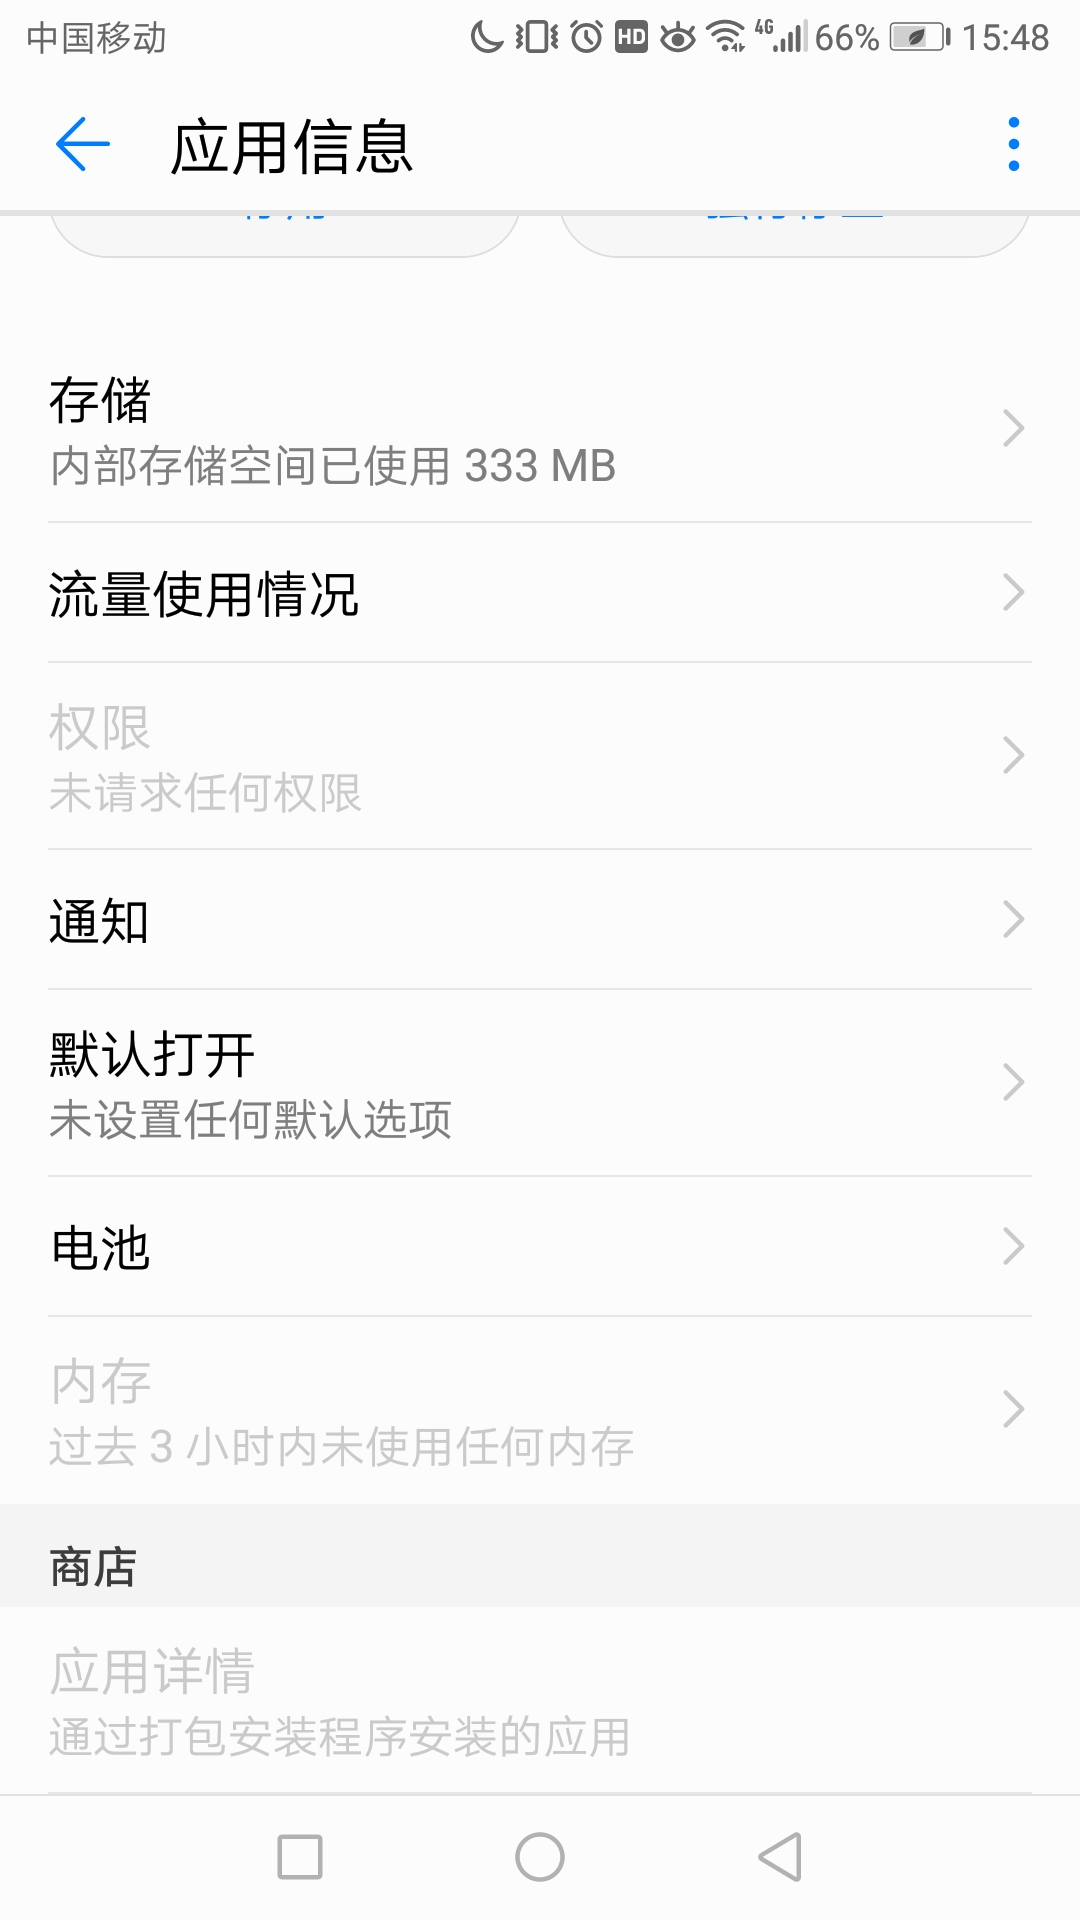 中国移动 HD 4G 66% 15:48
应用信息
存储
内部存储空间已使用 333 MB
流量使用情况
权限
未请求任何权限
通知
默认打开
未设置任何默认选项
电池
内存
过去 3 小时内未使用任何内存
商店
应用详情
通过打包安装程序安装的应用